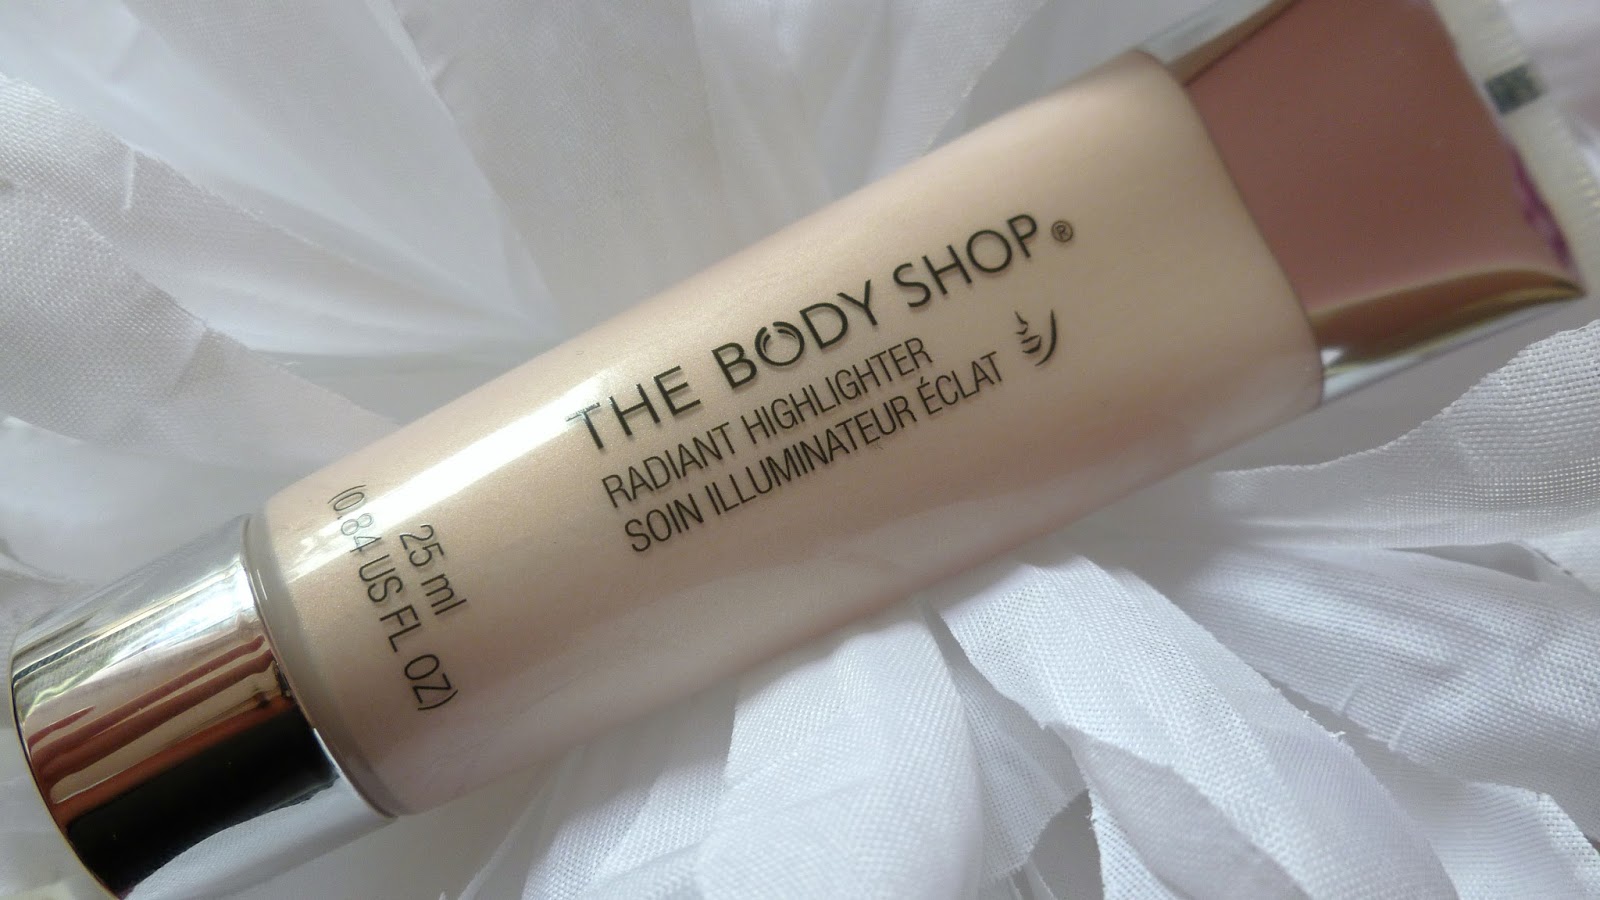 THE BODY SHOP®
RADIANT HIGHLIGHTER
SOIN ILLUMINATEUR ÉCLAT
25 ml
(0.84 US FL OZ)